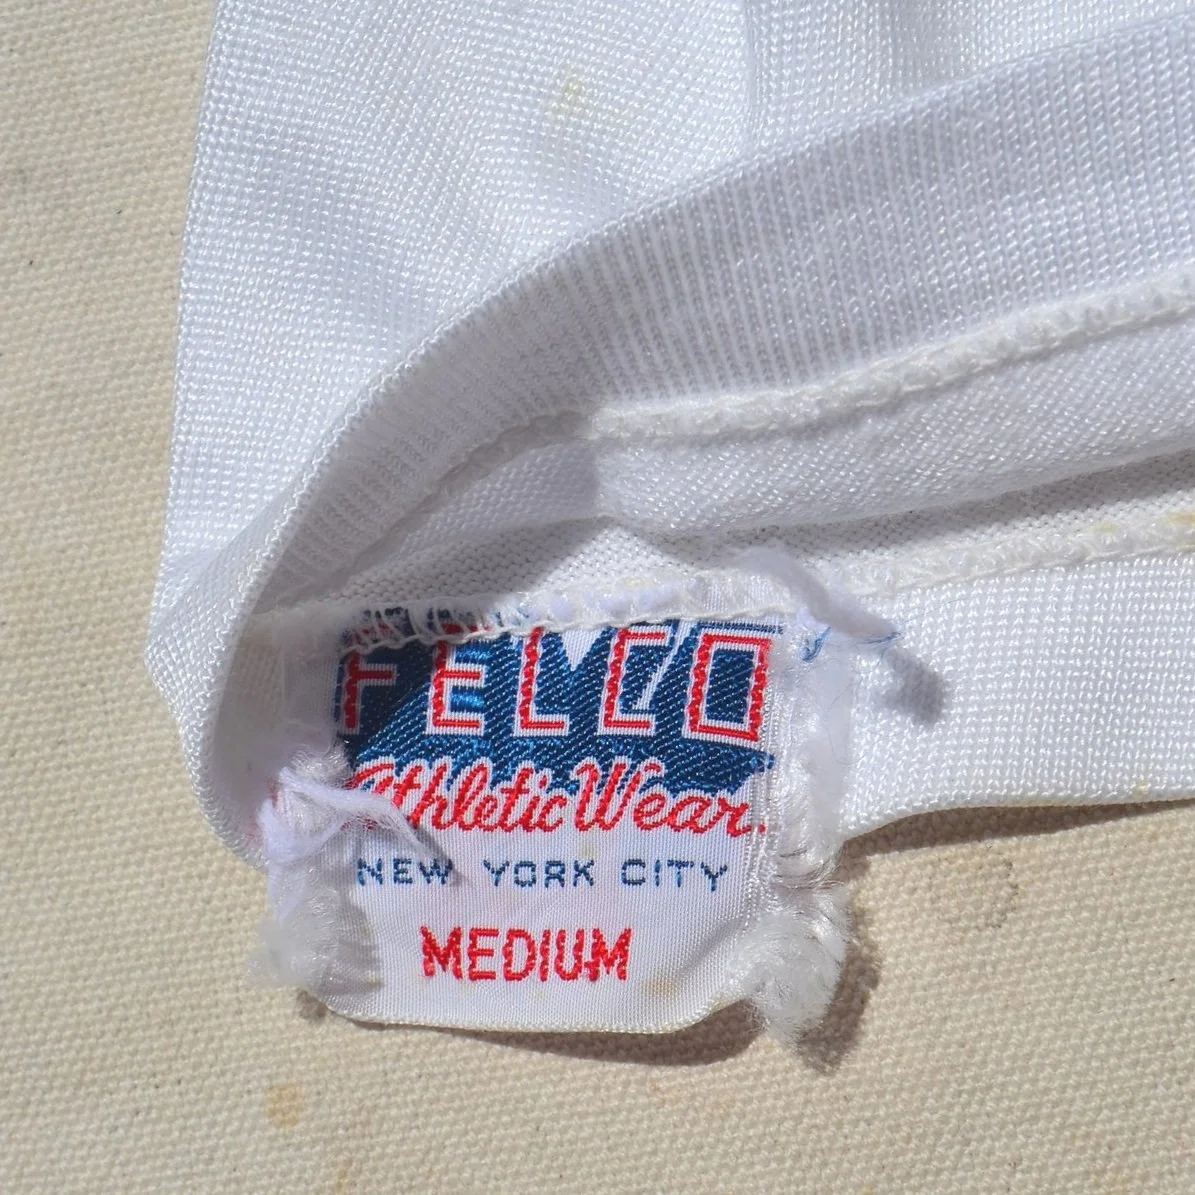 FELCO
Athletic Wear.
NEW YORK CITY
MEDIUM